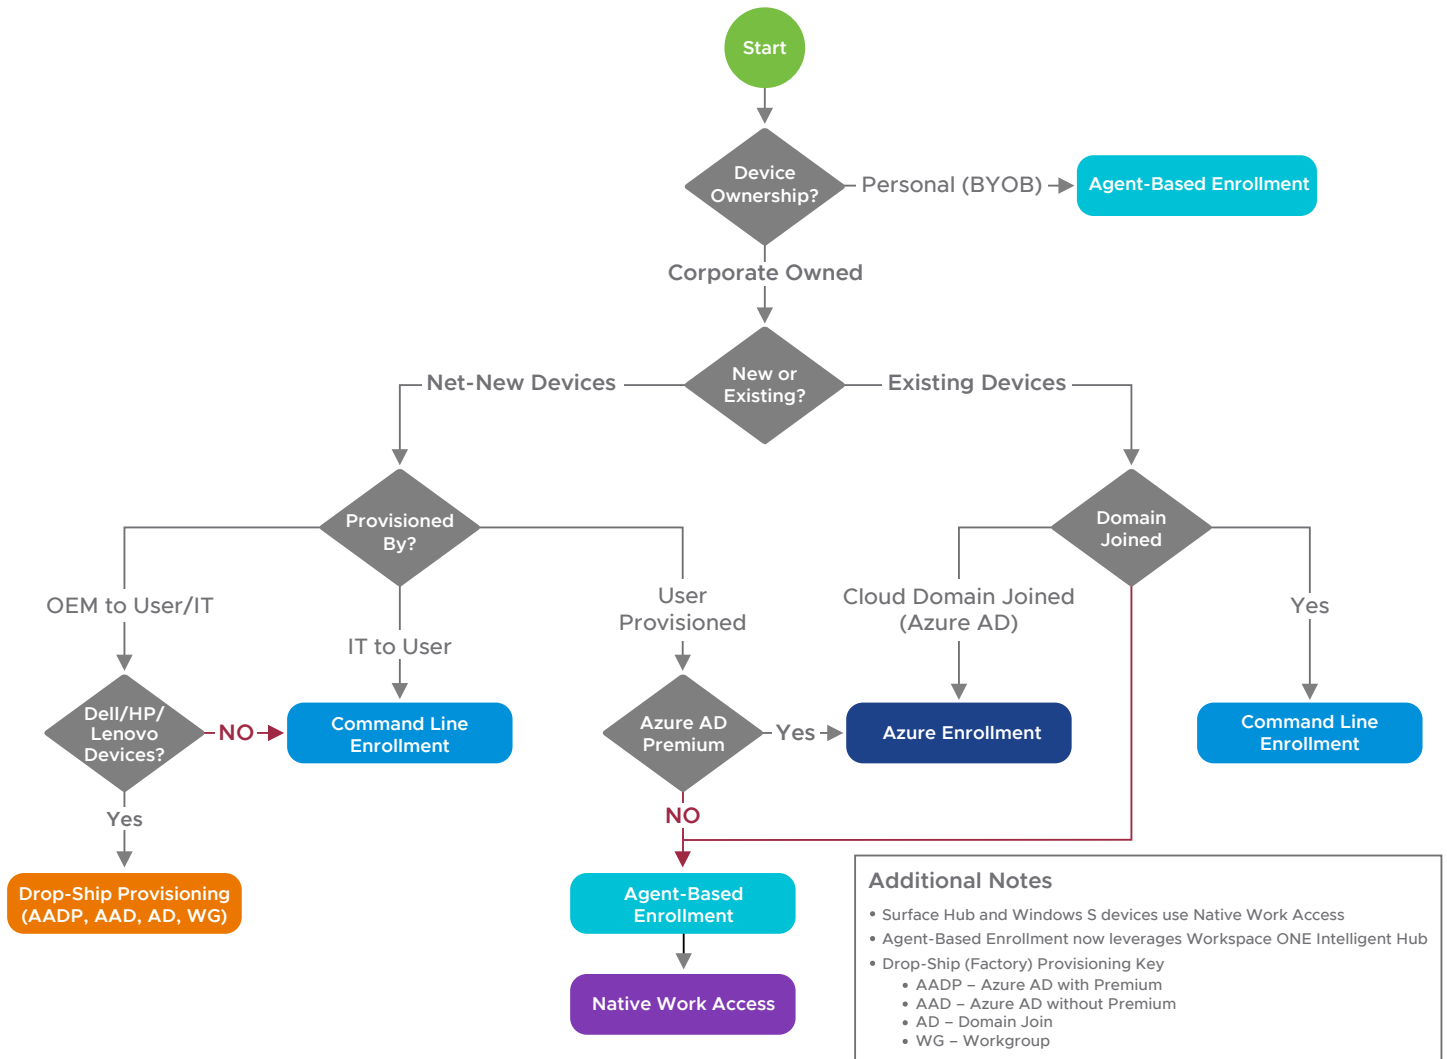 Start
Device
Ownership?
Personal (BYOB)
Agent-Based Enrollment
Corporate Owned
New or
Existing?
Net-New Devices
Existing Devices
Provisioned
By?
Domain
Joined
OEM to User/IT
IT to User
User
Provisioned
Cloud Domain Joined
(Azure AD)
Yes
Dell/HP/
Lenovo
Devices?
NO
Command Line
Enrollment
Azure AD
Premium
Yes
Azure Enrollment
Command Line
Enrollment
Yes
NO
Drop-Ship Provisioning
(AADP, AAD, AD, WG)
Agent-Based
Enrollment
Native Work Access
Additional Notes
• Surface Hub and Windows S devices use Native Work Access
• Agent-Based Enrollment now leverages Workspace ONE Intelligent Hub
• Drop-Ship (Factory) Provisioning Key
• AADP – Azure AD with Premium
• AAD – Azure AD without Premium
• AD – Domain Join
• WG – Workgroup